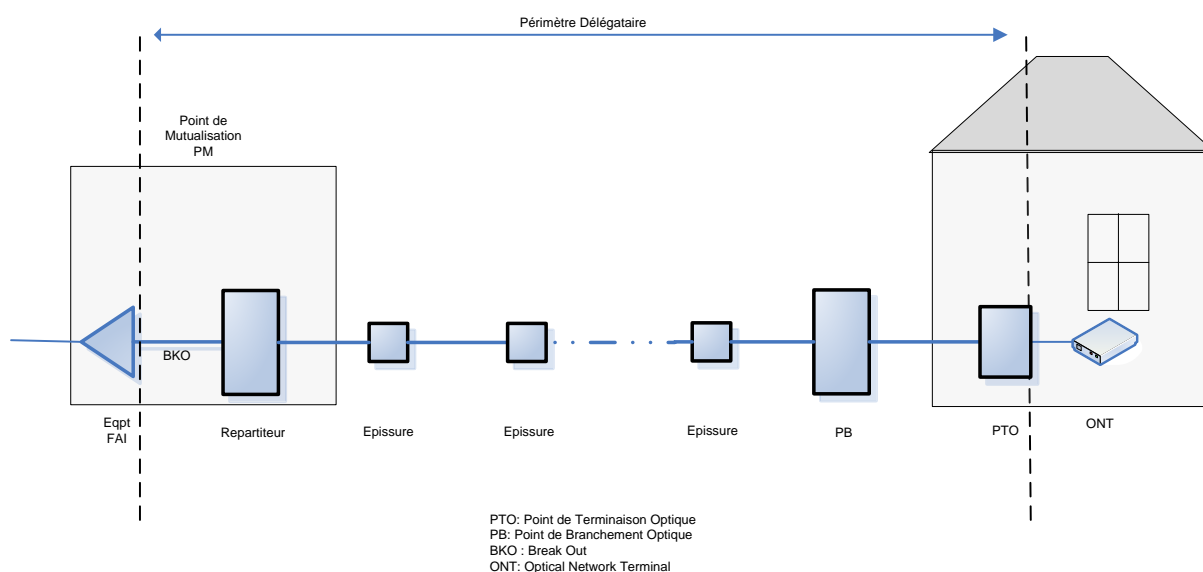 Périmètre Délégataire
Point de
Mutualisation
PM
BKO
Eqpt
FAI
Repartiteur
Epissure
Epissure
Epissure
PB
PTO
ONT
PTO: Point de Terminaison Optique
PB: Point de Branchement Optique
BKO : Break Out
ONT: Optical Network Terminal